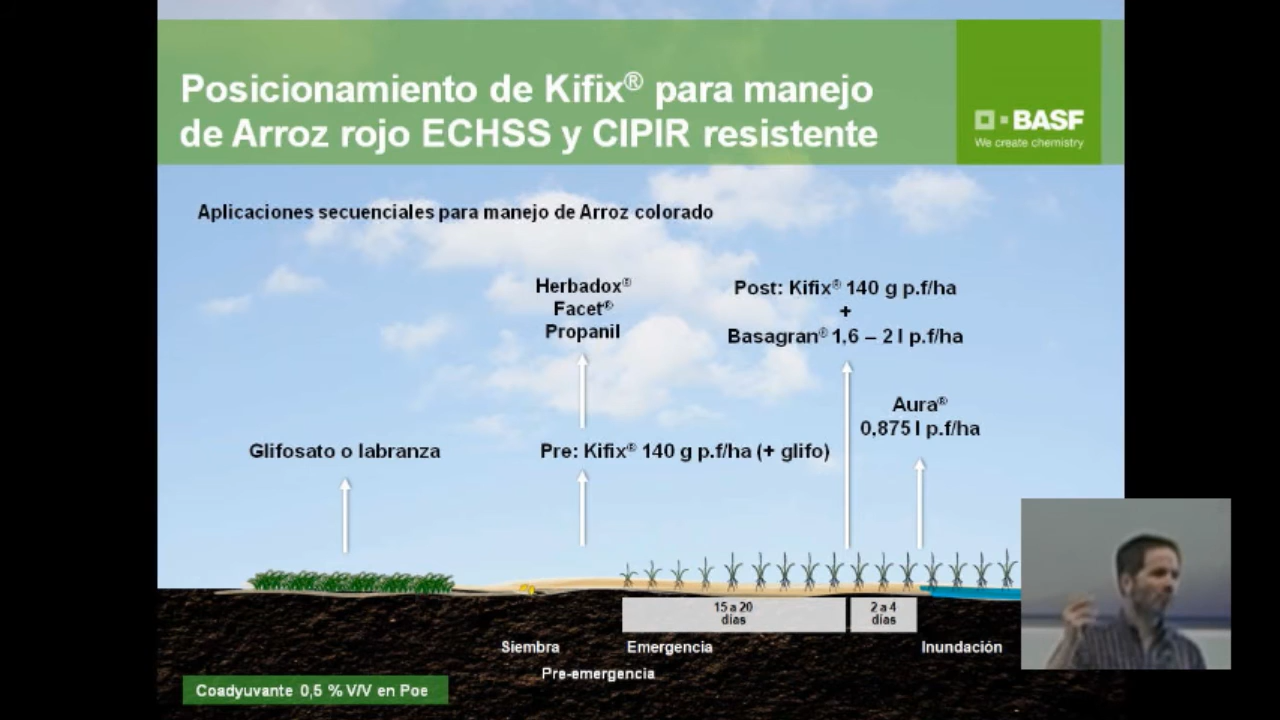 Posicionamiento de Kifix® para manejo
de Arroz rojo ECHSS y CIPIR resistente
BASF
We create chemistry
Aplicaciones secuenciales para manejo de Arroz colorado
Herbadox®
Facet®
Propanil
Post: Kifix® 140 g p.f/ha
+
Basagran® 1,6 – 2 l p.f/ha
Aura®
0,875 l p.f/ha
Glifosato o labranza
Pre: Kifix® 140 g p.f/ha (+ glifo)
15 a 20
días
2 a 4
días
Siembra
Emergencia
Inundación
Pre-emergencia
Coadyuvante 0,5 % V/V en Poe